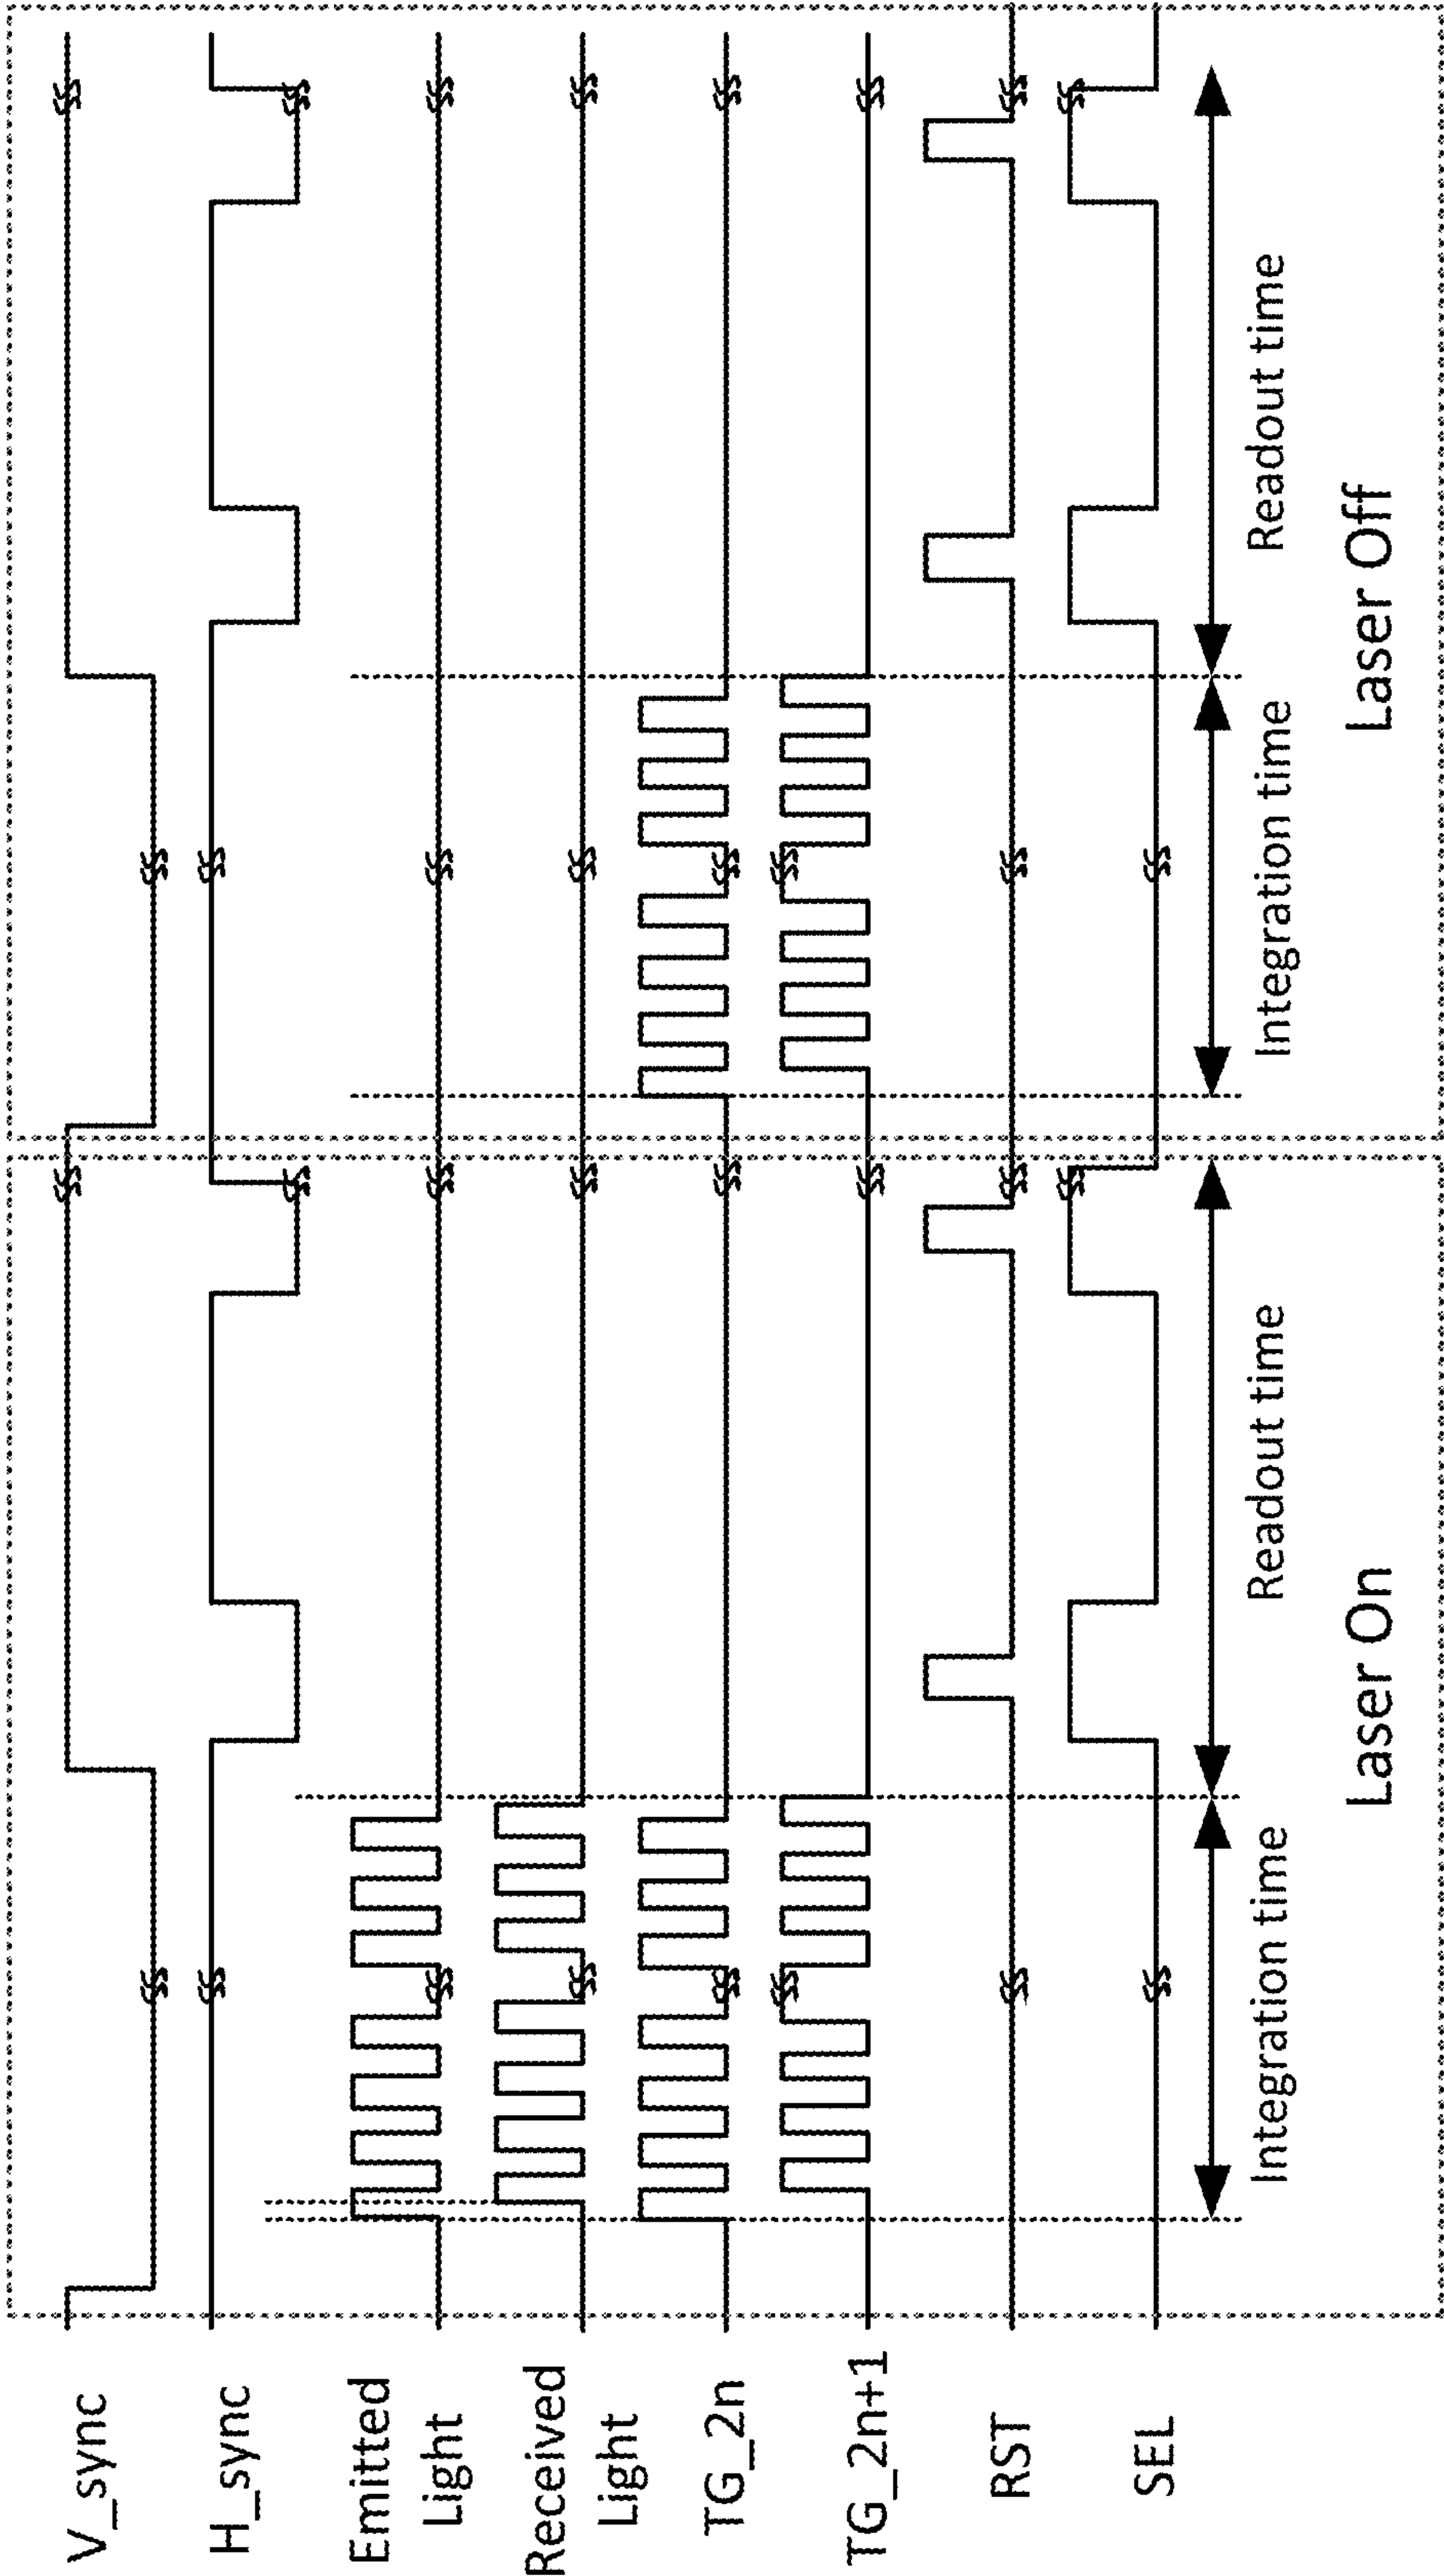 V_sync
H_sync
Emitted
Light
Received
Light
TG_2n
TG_2n+1
RST
SEL
Integration time
Readout time
Integration time
Readout time
Laser On
Laser Off